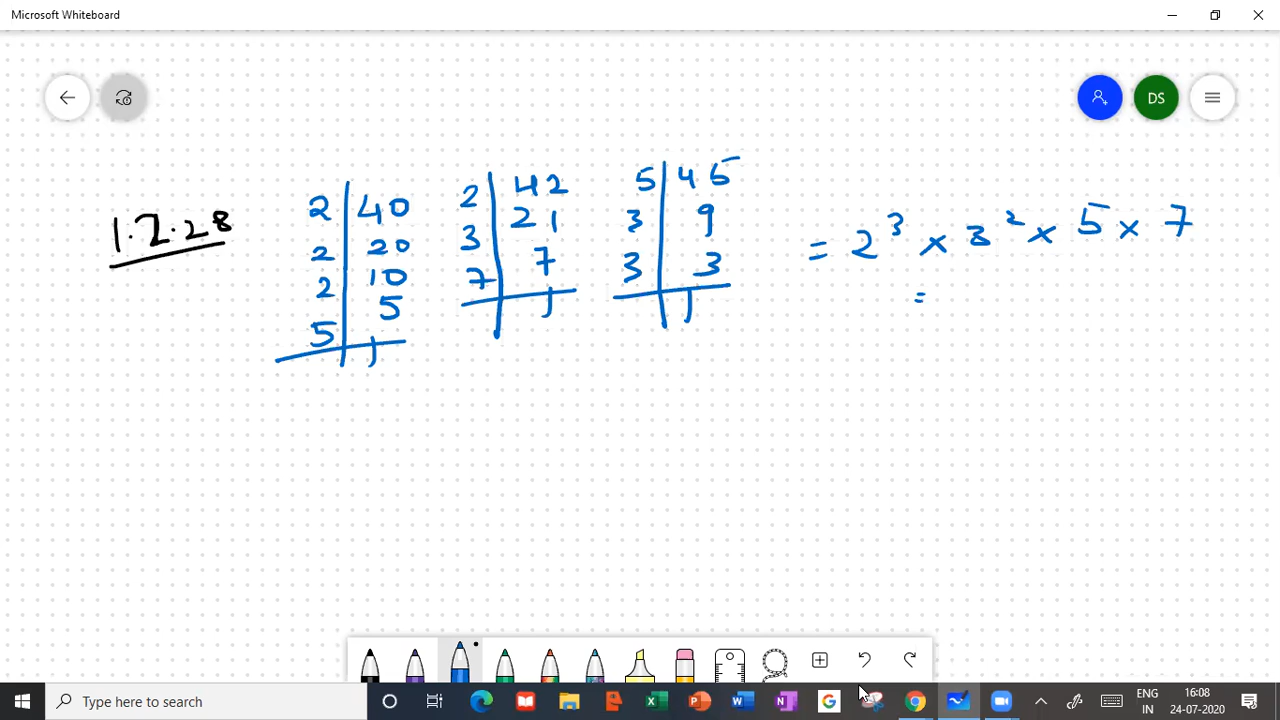 Microsoft Whiteboard
DS
1.2.28
2 40
2 20
2 10
5 5
1
2 42
3 21
7 7
1
5 45
3 9
3 3
1
= 2³ × 3² × 5 × 7
=
Type here to search
ENG
IN
16:08
24-07-2020